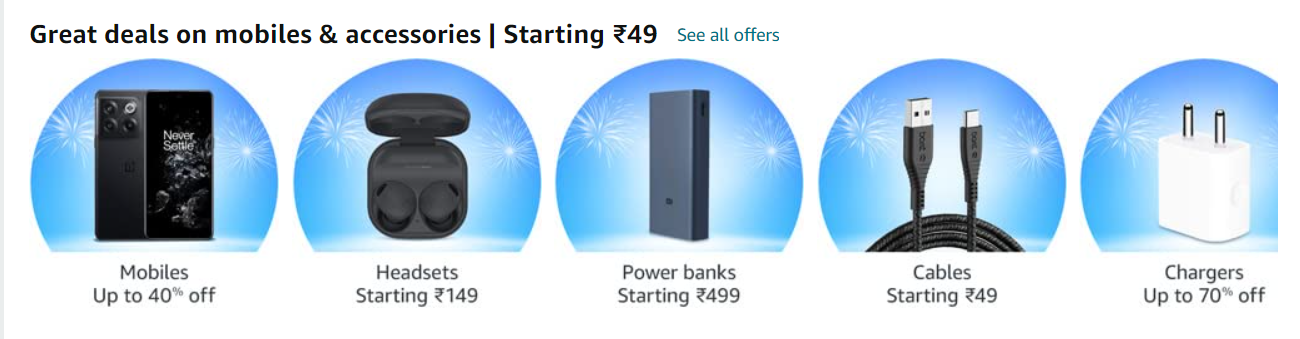 Great deals on mobiles & accessories | Starting ₹49 See all offers
Never
Settle
boat
Mobiles
Up to 40% off
Headsets
Starting ₹149
Power banks
Starting ₹499
Cables
Starting ₹49
Chargers
Up to 70% off